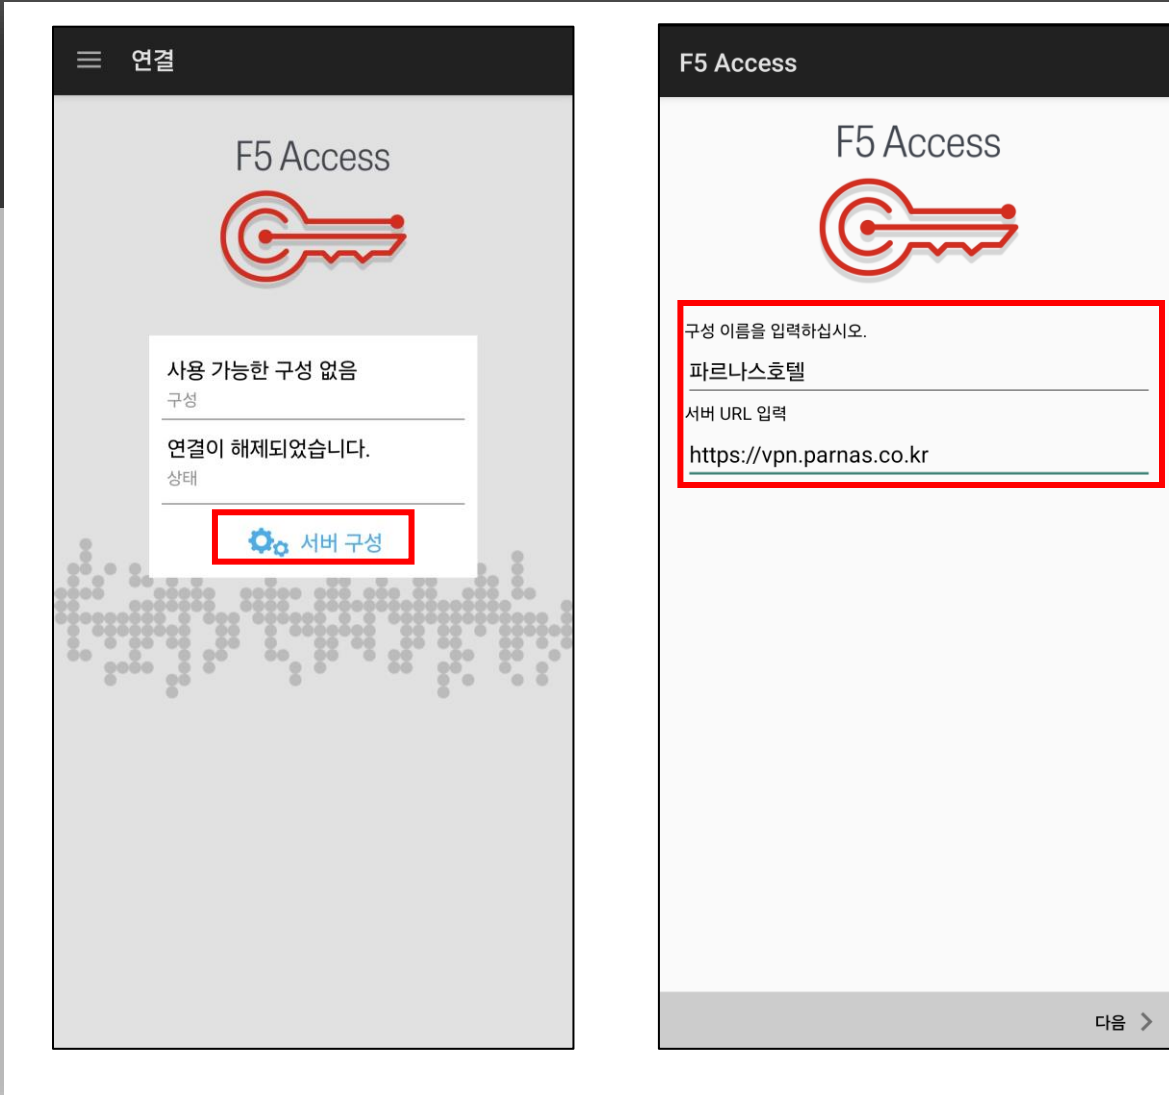 연결
F5 Access
사용 가능한 구성 없음
구성
연결이 해제되었습니다.
상태
서버 구성
F5 Access
F5 Access
구성 이름을 입력하십시오.
파르나스호텔
서버 URL 입력
https://vpn.parnas.co.kr
다음